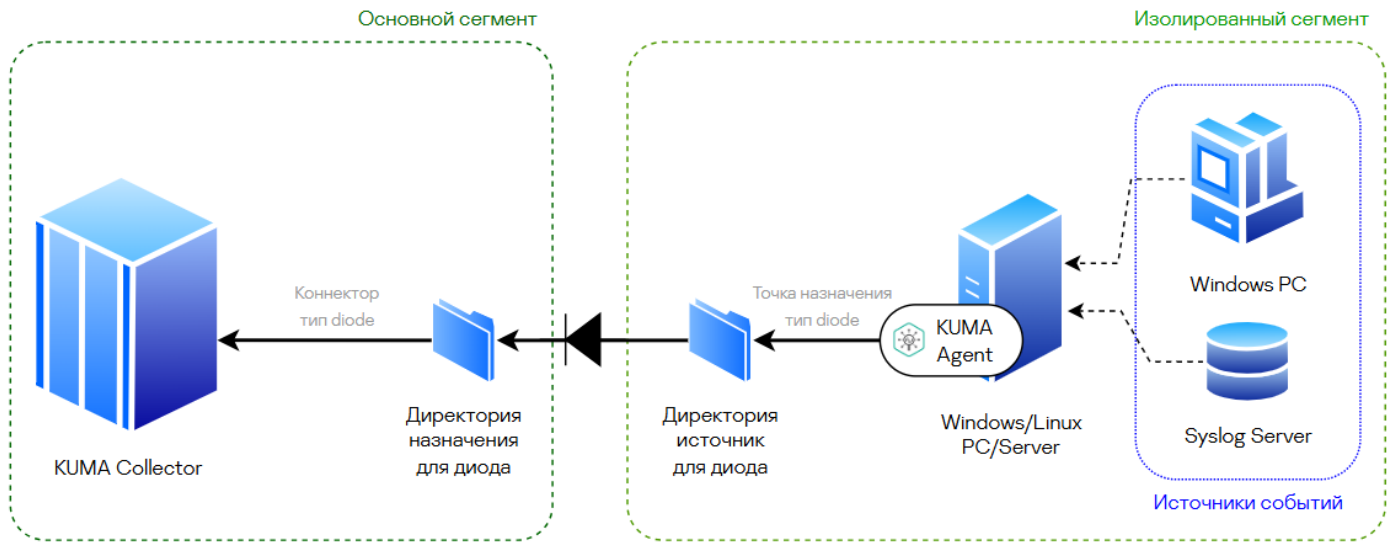 Основной сегмент
Изолированный сегмент
Коннектор
тип diode
Точка назначения
тип diode
KUMA
Agent
Windows PC
Директория
назначения
для диода
Директория
источник
для диода
Windows/Linux
PC/Server
Syslog Server
KUMA Collector
Источники событий